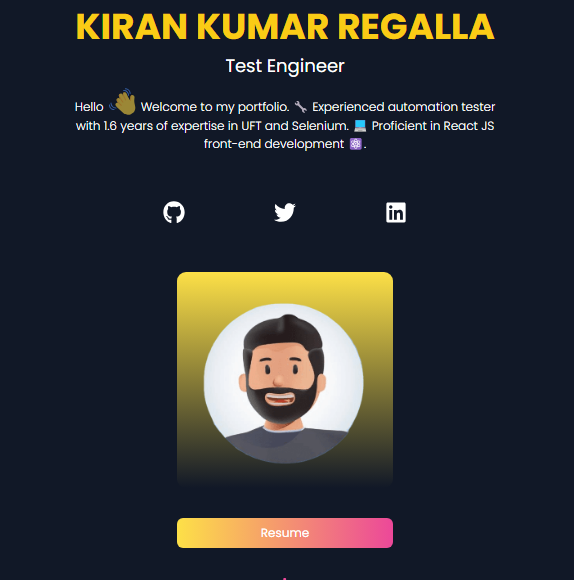 KIRAN KUMAR REGALLA
Test Engineer
Hello 👋 Welcome to my portfolio. 🔧 Experienced automation tester
with 1.6 years of expertise in UFT and Selenium. 💻 Proficient in React JS
front-end development ⚛️.
in
Resume